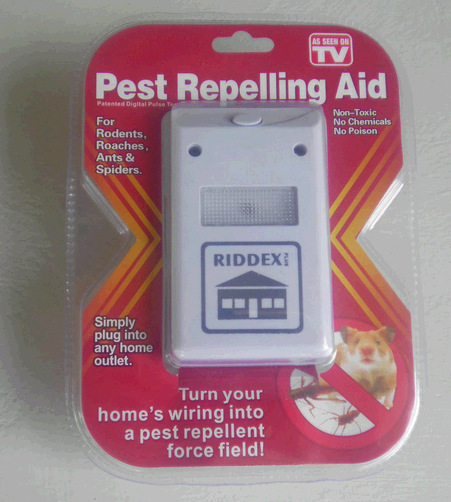 AS SEEN ON
TV
Pest Repelling Aid
Patented Digital Pulse
For
Rodents,
Roaches,
Ants &
Spiders.
Non-Toxic
No Chemicals
No Poison
RIDDEX PLUS
Simply
plug into
any home
outlet.
Turn your
home's wiring into
a pest repellent
force field!